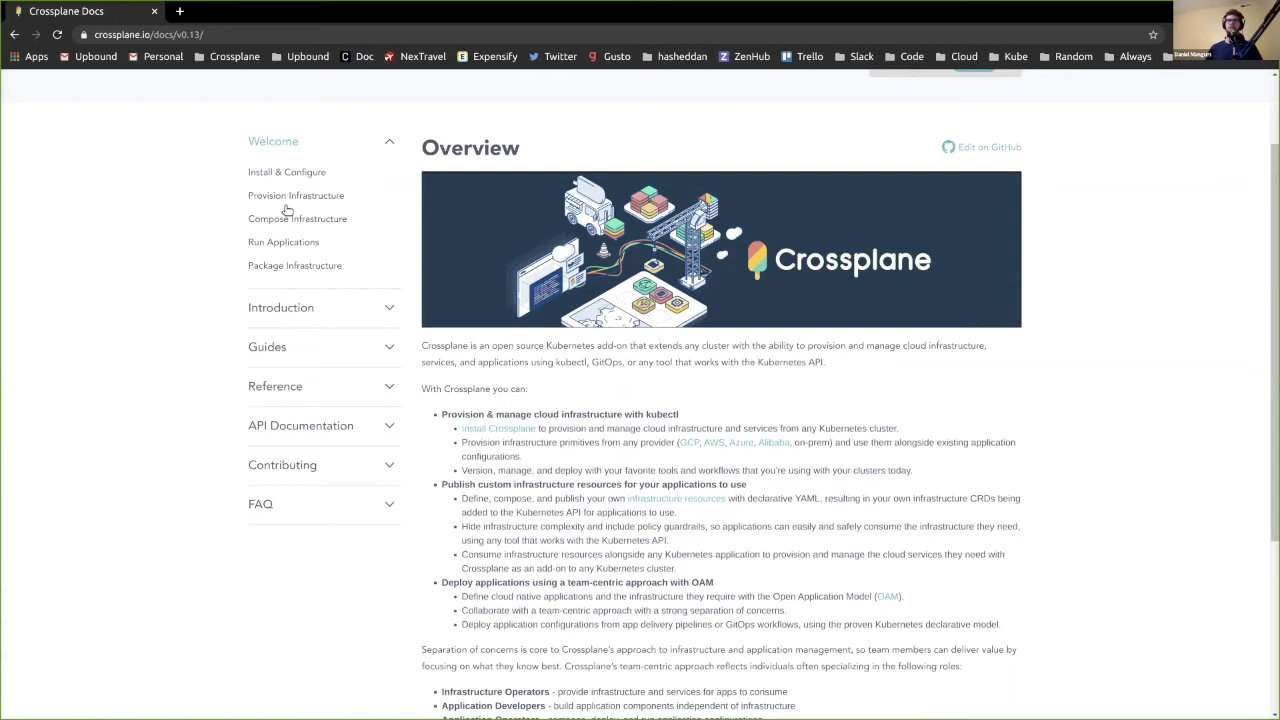 Crossplane Docs
crossplane.io/docs/v0.13/
Daniel Mangum
Apps Upbound Personal Crossplane Upbound Doc NexTravel Expensify Twitter Gusto hasheddan ZenHub Trello Slack Code Cloud Kube Random Always
Welcome
Install & Configure
Provision Infrastructure
Compose Infrastructure
Run Applications
Package Infrastructure
Introduction
Guides
Reference
API Documentation
Contributing
FAQ
Overview
Edit on GitHub
Crossplane
Crossplane is an open source Kubernetes add-on that extends any cluster with the ability to provision and manage cloud infrastructure,
services, and applications using kubectl, GitOps, or any tool that works with the Kubernetes API.
With Crossplane you can:
Provision & manage cloud infrastructure with kubectl
Install Crossplane to provision and manage cloud infrastructure and services from any Kubernetes cluster.
Provision infrastructure primitives from any provider (GCP, AWS, Azure, Alibaba, on-prem) and use them alongside existing application
configurations.
Version, manage, and deploy with your favorite tools and workflows that you're using with your clusters today.
Publish custom infrastructure resources for your applications to use
Define, compose, and publish your own infrastructure resources with declarative YAML, resulting in your own infrastructure CRDs being
added to the Kubernetes API for applications to use.
Hide infrastructure complexity and include policy guardrails, so applications can easily and safely consume the infrastructure they need,
using any tool that works with the Kubernetes API.
Consume infrastructure resources alongside any Kubernetes application to provision and manage the cloud services they need with
Crossplane as an add-on to any Kubernetes cluster.
Deploy applications using a team-centric approach with OAM
Define cloud native applications and the infrastructure they require with the Open Application Model (OAM).
Collaborate with a team-centric approach with a strong separation of concerns.
Deploy application configurations from app delivery pipelines or GitOps workflows, using the proven Kubernetes declarative model.
Separation of concerns is core to Crossplane's approach to infrastructure and application management, so team members can deliver value by
focusing on what they know best. Crossplane's team-centric approach reflects individuals often specializing in the following roles:
Infrastructure Operators - provide infrastructure and services for apps to consume
Application Developers - build application components independent of infrastructure
Application Operators - compose, deploy, and run application configurations